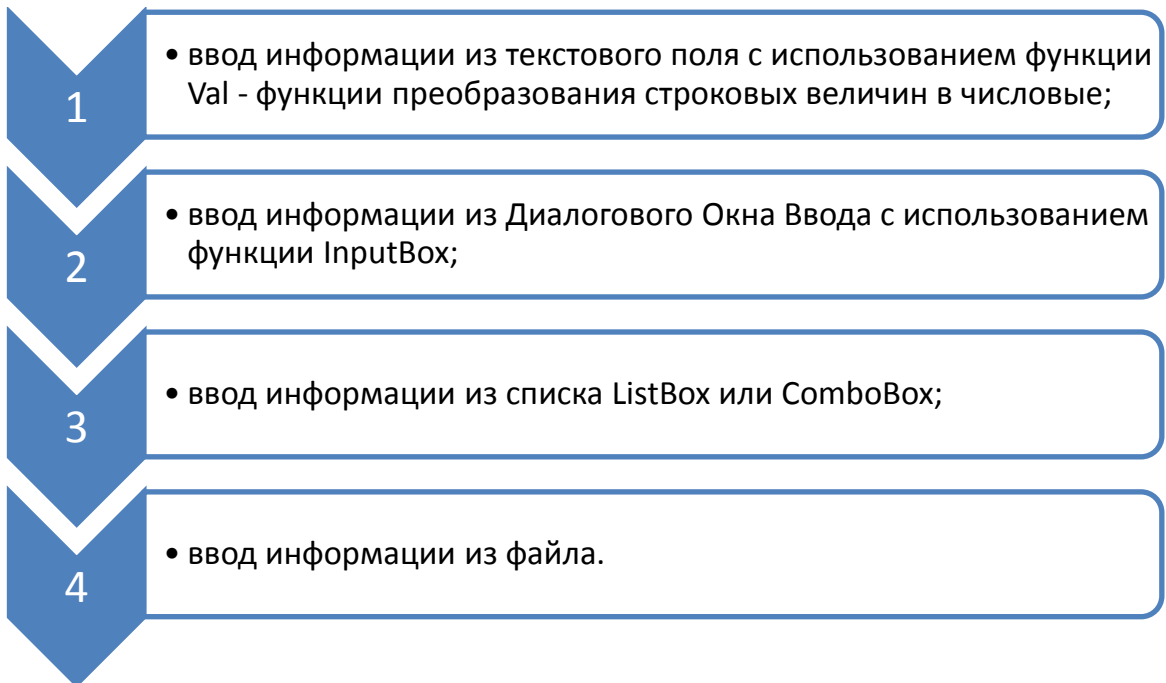 1
• ввод информации из текстового поля с использованием функции
Val - функции преобразования строковых величин в числовые;
2
• ввод информации из Диалогового Окна Ввода с использованием
функции InputBox;
3
• ввод информации из списка ListBox или ComboBox;
4
• ввод информации из файла.